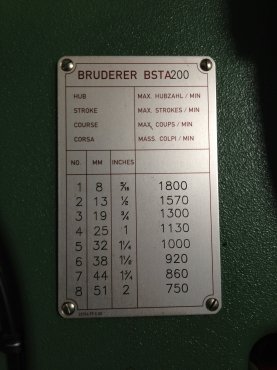 BRUDERER BSTA200
HUB MAX. HUBZAHL / MIN
STROKE MAX. STROKES / MIN
COURSE MAX. COUPS / MIN
CORSA MASS. COLPI / MIN
NO. MM INCHES
1 8 5/16 1800
2 13 1/2 1570
3 19 3/4 1300
4 25 1 1130
5 32 1 1/4 1000
6 38 1 1/2 920
7 44 1 3/4 860
8 51 2 750